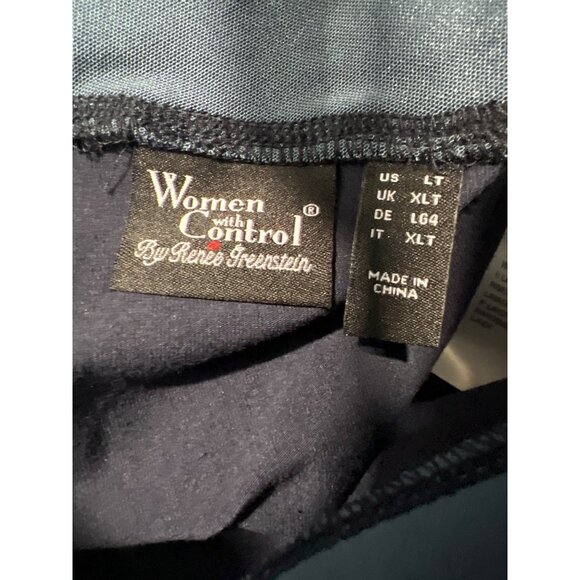 Women
with
Control®
By Renee Greenstein
US LT
UK XLT
DE LG4
IT XLT
MADE IN
CHINA